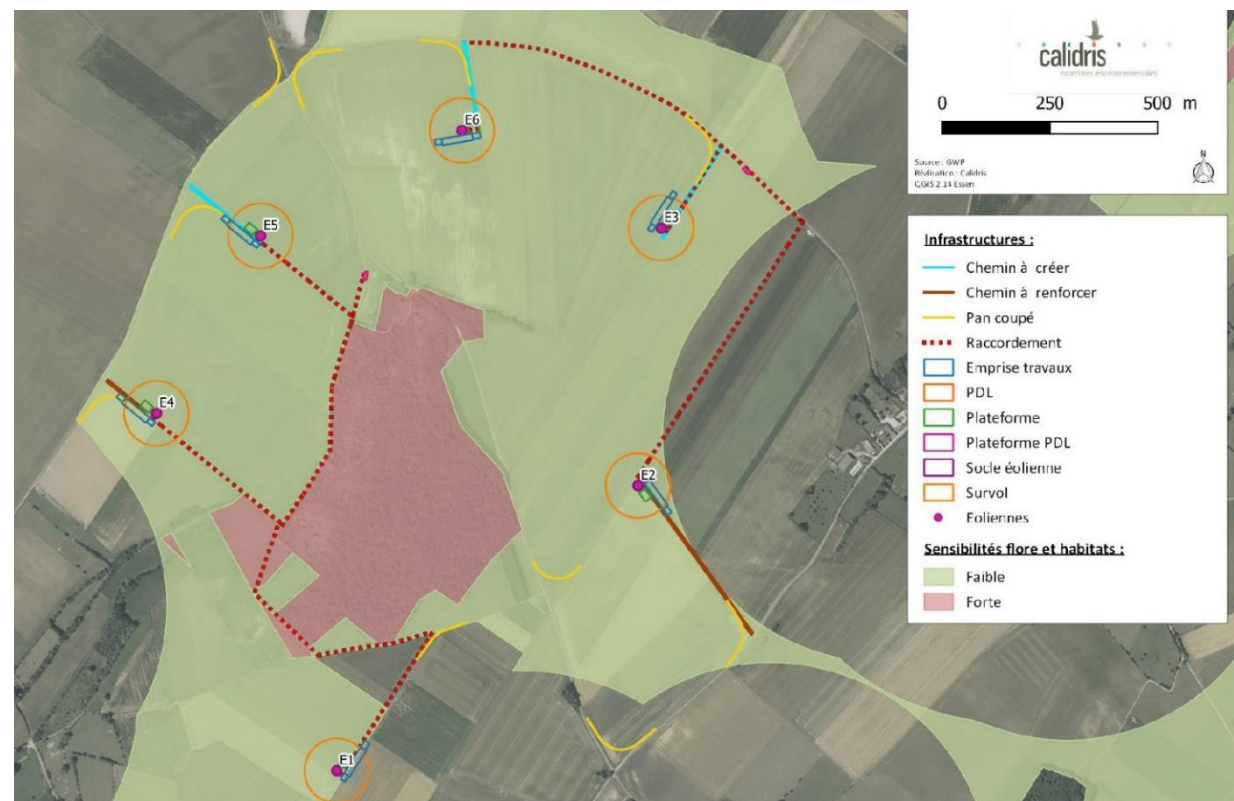 calidris
expertises environnementales
0 250 500 m
Source : GWP
Réalisation : Calidris
QGIS 2.14 Essen
N
Infrastructures :
Chemin à créer
Chemin à renforcer
Pan coupé
Raccordement
Emprise travaux
PDL
Plateforme
Plateforme PDL
Socle éolienne
Survol
Eoliennes
Sensibilités flore et habitats :
Faible
Forte
E6
E5
E3
E4
E2
E1